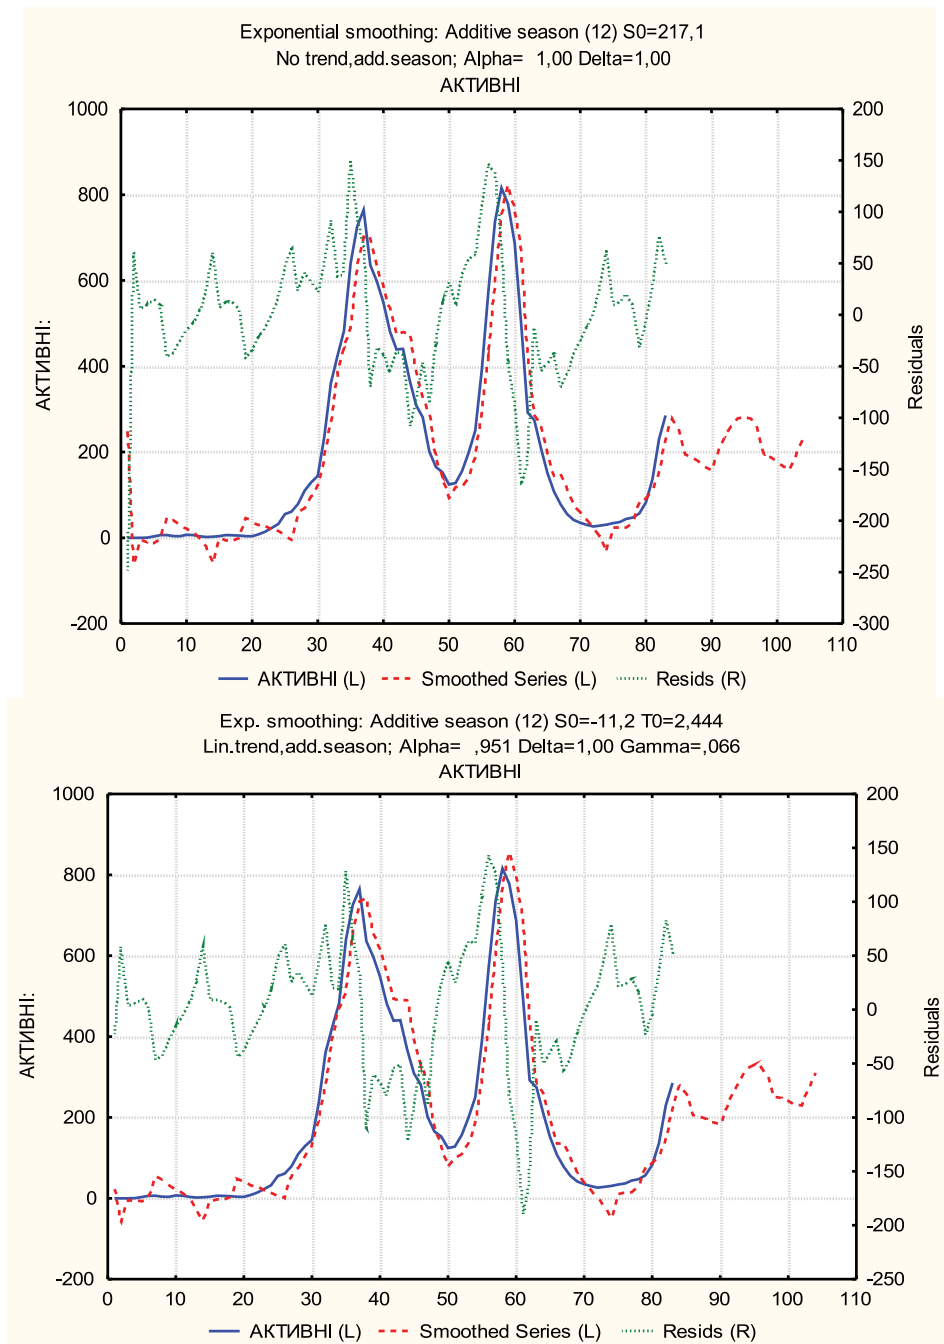 Exponential smoothing: Additive season (12) S0=217,1
No trend,add.season; Alpha= 1,00 Delta=1,00
АКТИВНІ
1000
800
600
400
200
0
-200
АКТИВНІ:
200
150
100
50
0
-50
-100
-150
-200
-250
-300
Residuals
0 10 20 30 40 50 60 70 80 90 100 110
АКТИВНІ (L) Smoothed Series (L) Resids (R)
Exp. smoothing: Additive season (12) S0=-11,2 T0=2,444
Lin.trend,add.season; Alpha= ,951 Delta=1,00 Gamma=,066
АКТИВНІ
1000
800
600
400
200
0
-200
АКТИВНІ:
200
150
100
50
0
-50
-100
-150
-200
-250
Residuals
0 10 20 30 40 50 60 70 80 90 100 110
АКТИВНІ (L) Smoothed Series (L) Resids (R)